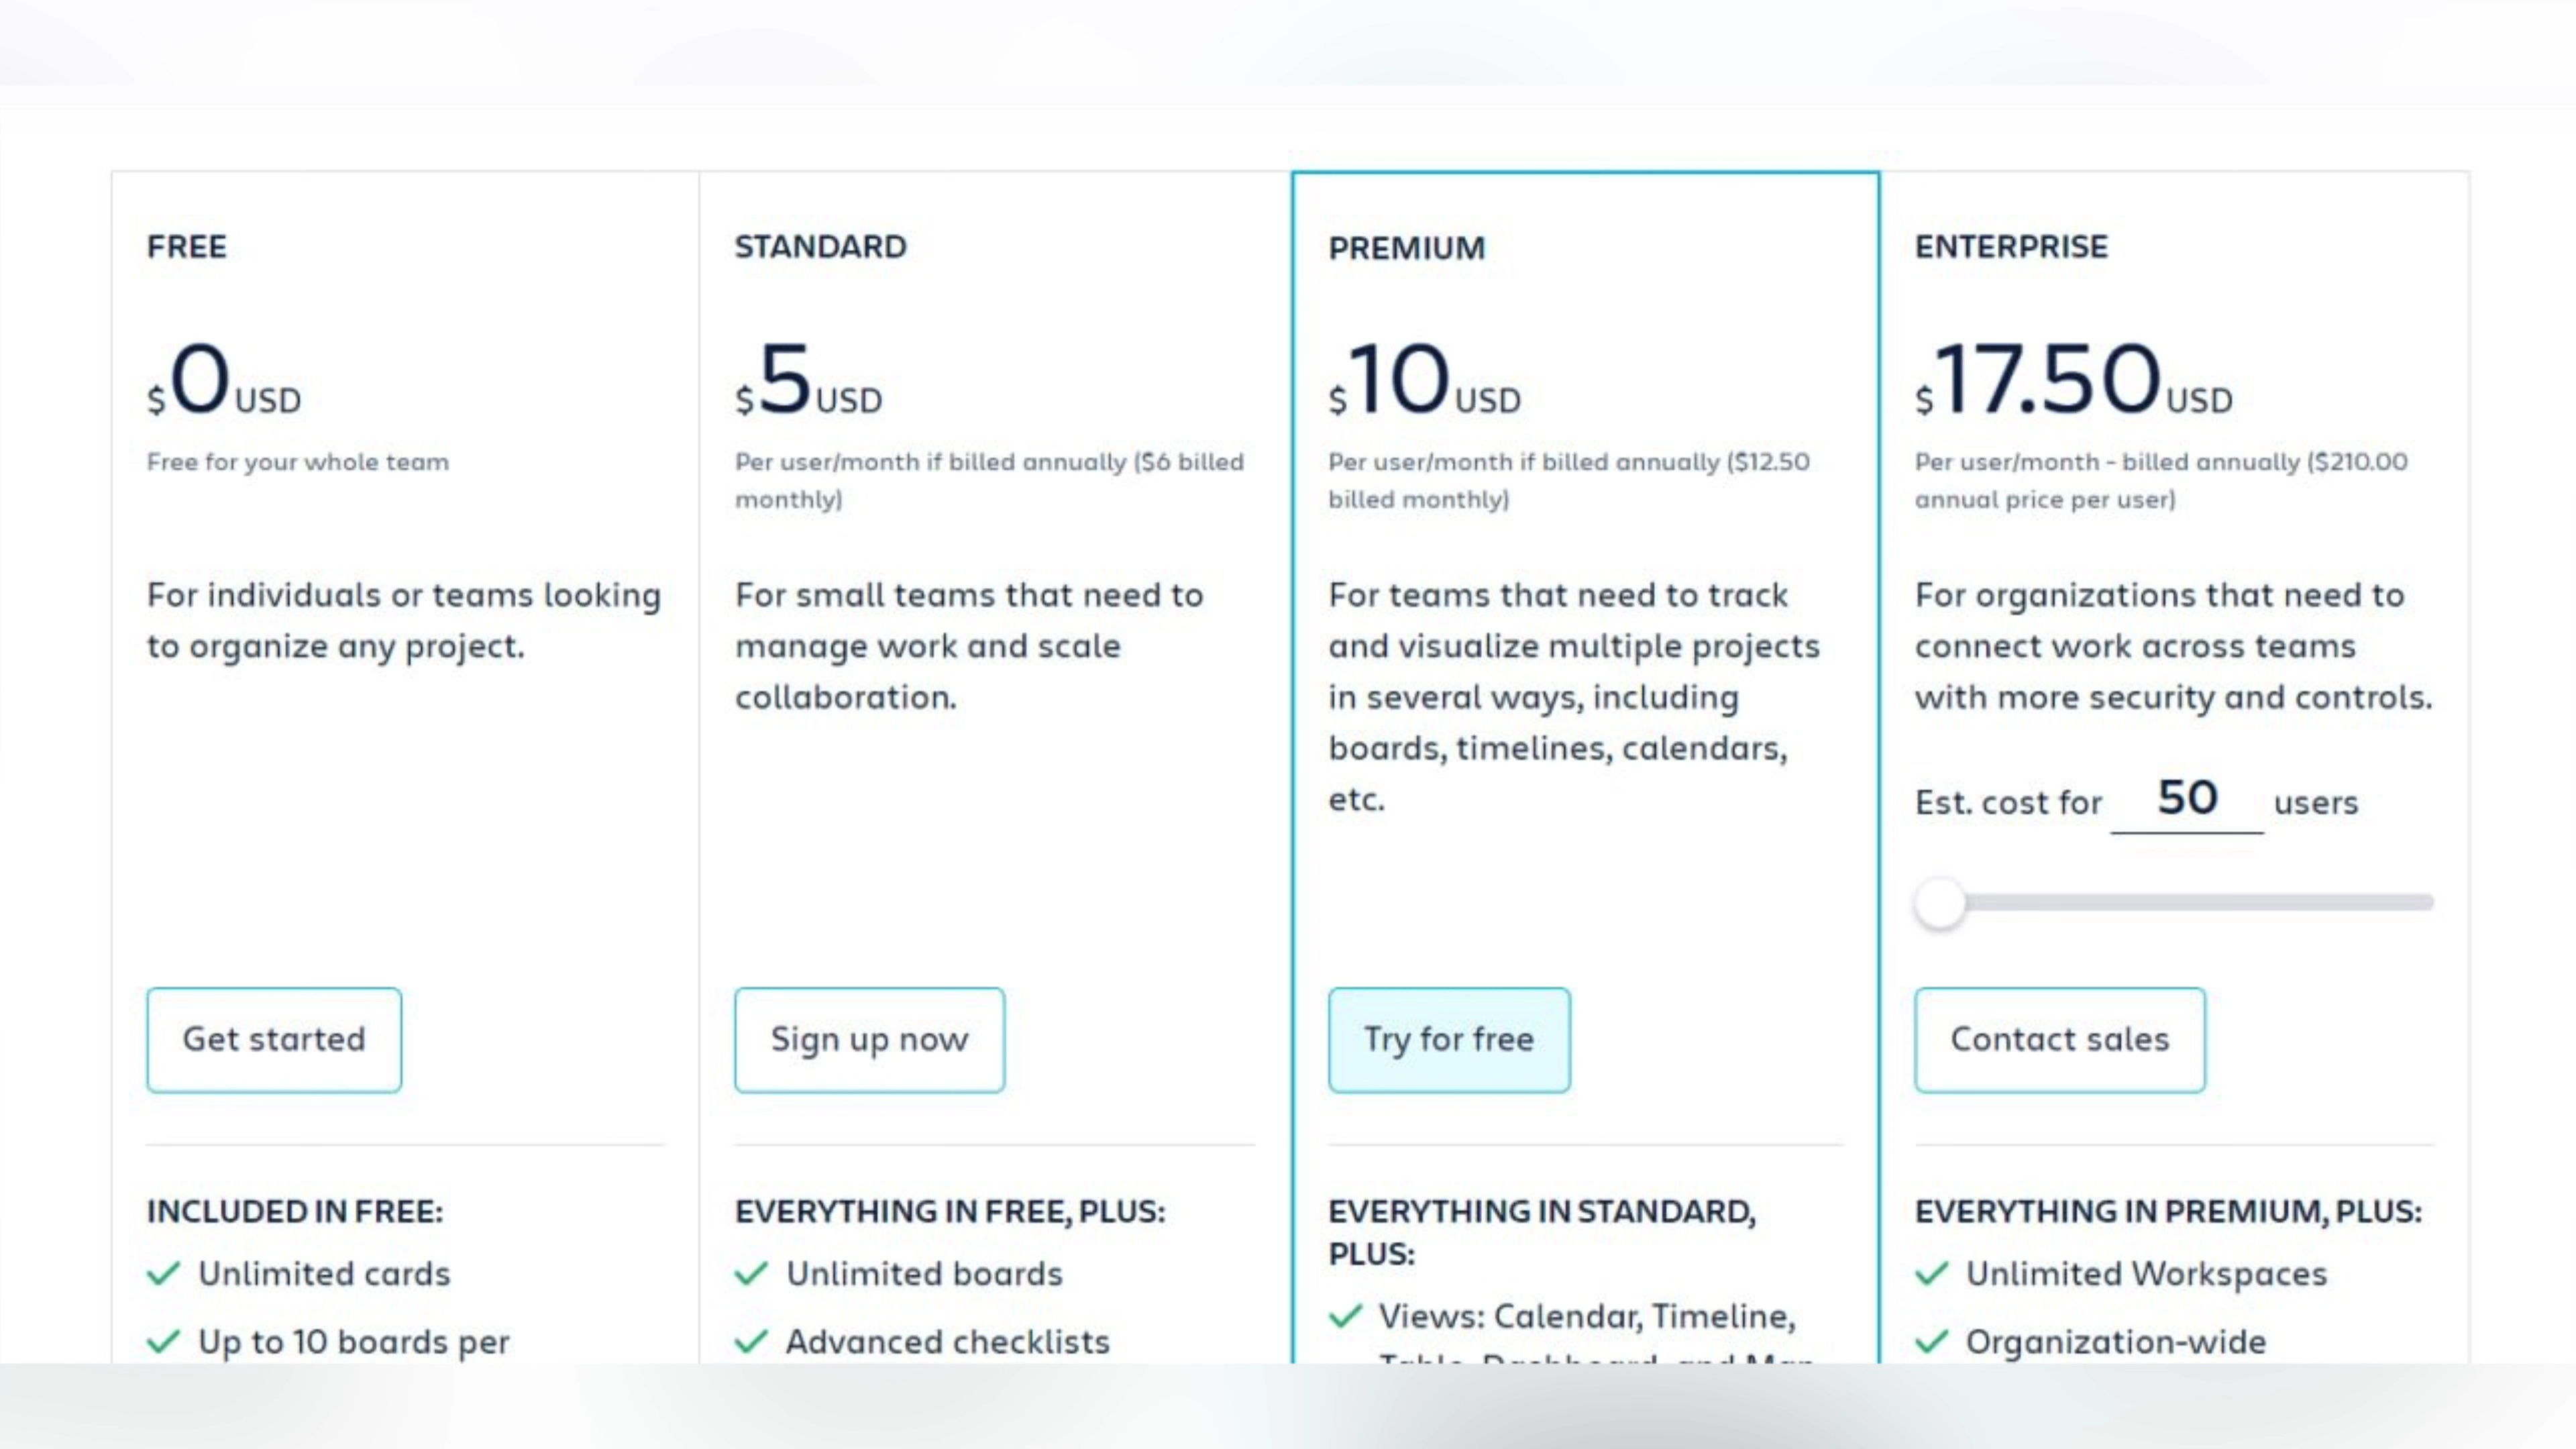 FREE
$0USD
Free for your whole team
For individuals or teams looking
to organize any project.
Get started
INCLUDED IN FREE:
Unlimited cards
Up to 10 boards per
STANDARD
$5USD
Per user/month if billed annually ($6 billed
monthly)
For small teams that need to
manage work and scale
collaboration.
Sign up now
EVERYTHING IN FREE, PLUS:
Unlimited boards
Advanced checklists
PREMIUM
$10USD
Per user/month if billed annually ($12.50
billed monthly)
For teams that need to track
and visualize multiple projects
in several ways, including
boards, timelines, calendars,
etc.
Try for free
EVERYTHING IN STANDARD,
PLUS:
Views: Calendar, Timeline,
Table, Dashboard, and Map
ENTERPRISE
$17.50USD
Per user/month - billed annually ($210.00
annual price per user)
For organizations that need to
connect work across teams
with more security and controls.
Est. cost for 50 users
Contact sales
EVERYTHING IN PREMIUM, PLUS:
Unlimited Workspaces
Organization-wide